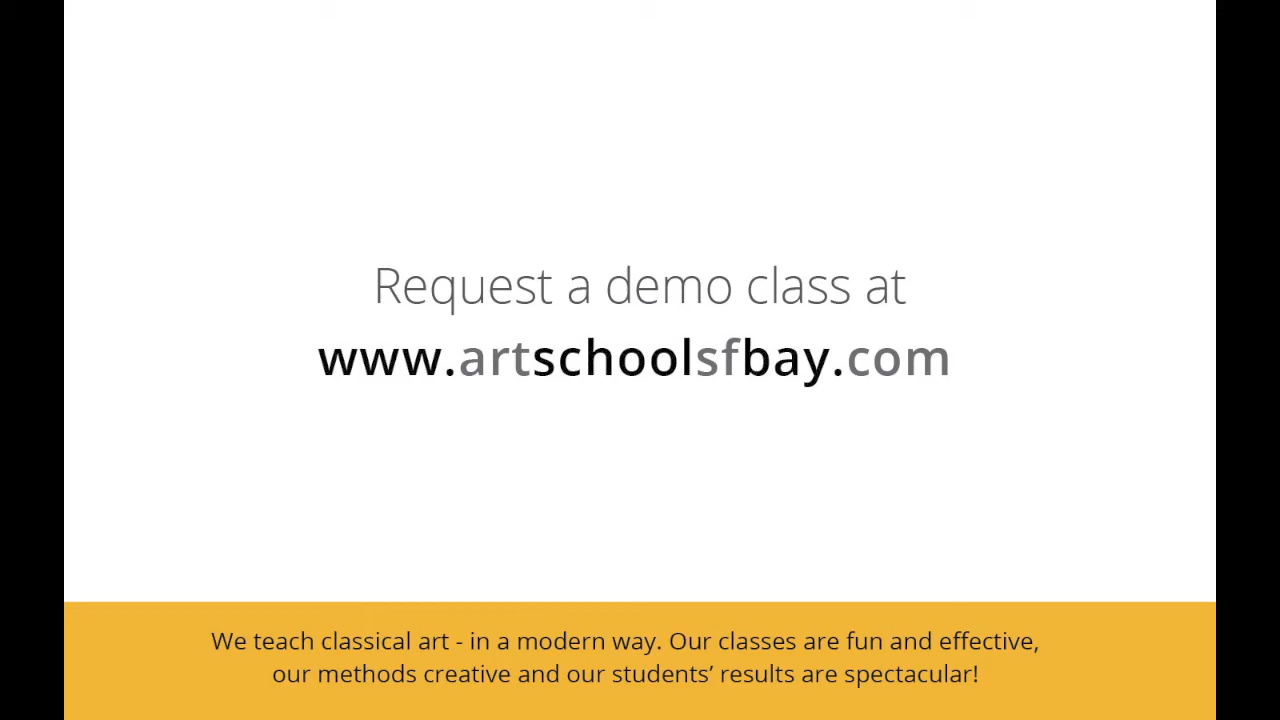 Request a demo class at
www.artschoolsfbay.com
We teach classical art - in a modern way. Our classes are fun and effective,
our methods creative and our students’ results are spectacular!